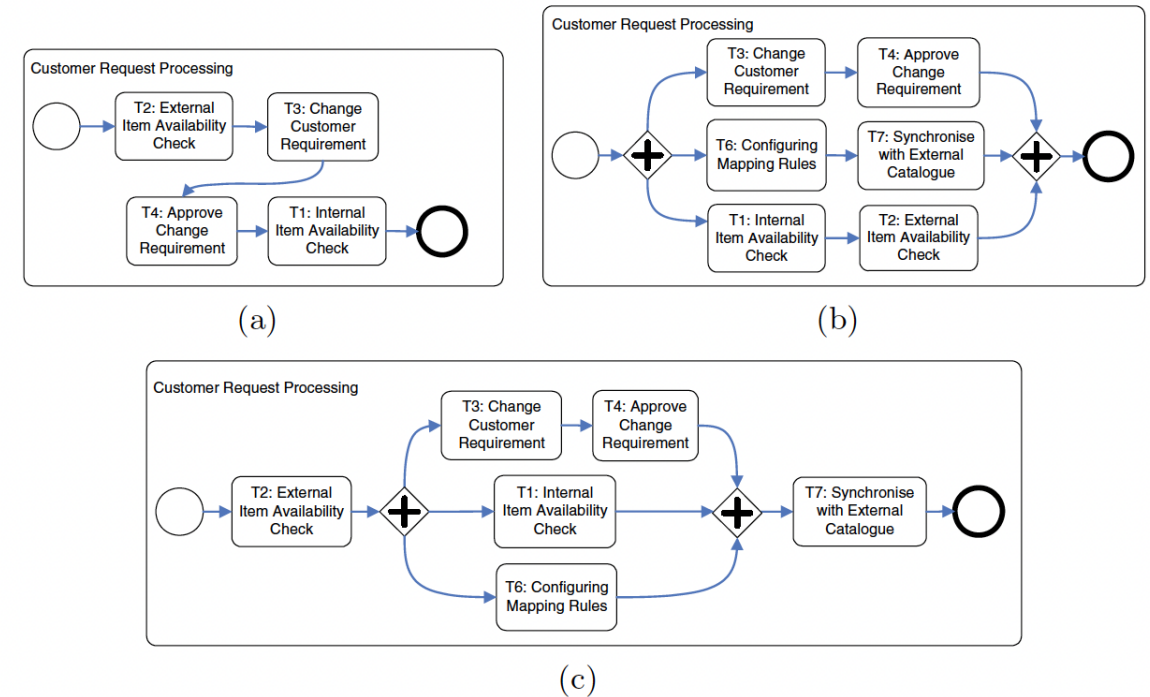 Customer Request Processing
T2: External
Item Availability
Check
T3: Change
Customer
Requirement
T4: Approve
Change
Requirement
T1: Internal
Item Availability
Check
(a)
Customer Request Processing
T3: Change
Customer
Requirement
T4: Approve
Change
Requirement
T6: Configuring
Mapping Rules
T7: Synchronise
with External
Catalogue
T1: Internal
Item Availability
Check
T2: External
Item Availability
Check
(b)
Customer Request Processing
T2: External
Item Availability
Check
T3: Change
Customer
Requirement
T4: Approve
Change
Requirement
T1: Internal
Item Availability
Check
T6: Configuring
Mapping Rules
T7: Synchronise
with External
Catalogue
(c)